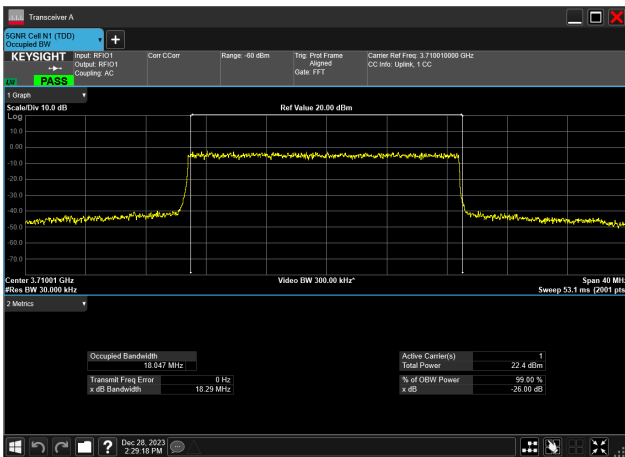 Transceiver A
5GNR Cell N1 (TDD)
Occupied BW
KEYSIGHT
Input: RFIO1
Output: RFIO1
Coupling: AC
Corr CCorr
Range: -60 dBm
Trig: Prot Frame
Aligned
Gate: FFT
Carrier Ref Freq: 3.710010000 GHz
CC Info: Uplink, 1 CC
PASS
1 Graph
Scale/Div 10.0 dB
Ref Value 20.00 dBm
Log
10.0
0.00
-10.0
-20.0
-30.0
-40.0
-50.0
-60.0
-70.0
Center 3.71001 GHz
Video BW 300.00 kHz*
Span 40 MHz
#Res BW 30.000 kHz
Sweep 53.1 ms (2001 pts
2 Metrics
Occupied Bandwidth
18.047 MHz
Transmit Freq Error 0 Hz
x dB Bandwidth 18.29 MHz
Active Carrier(s) 1
Total Power 22.4 dBm
% of OBW Power 99.00 %
x dB -26.00 dB
?
Dec 28, 2023
2:29:18 PM